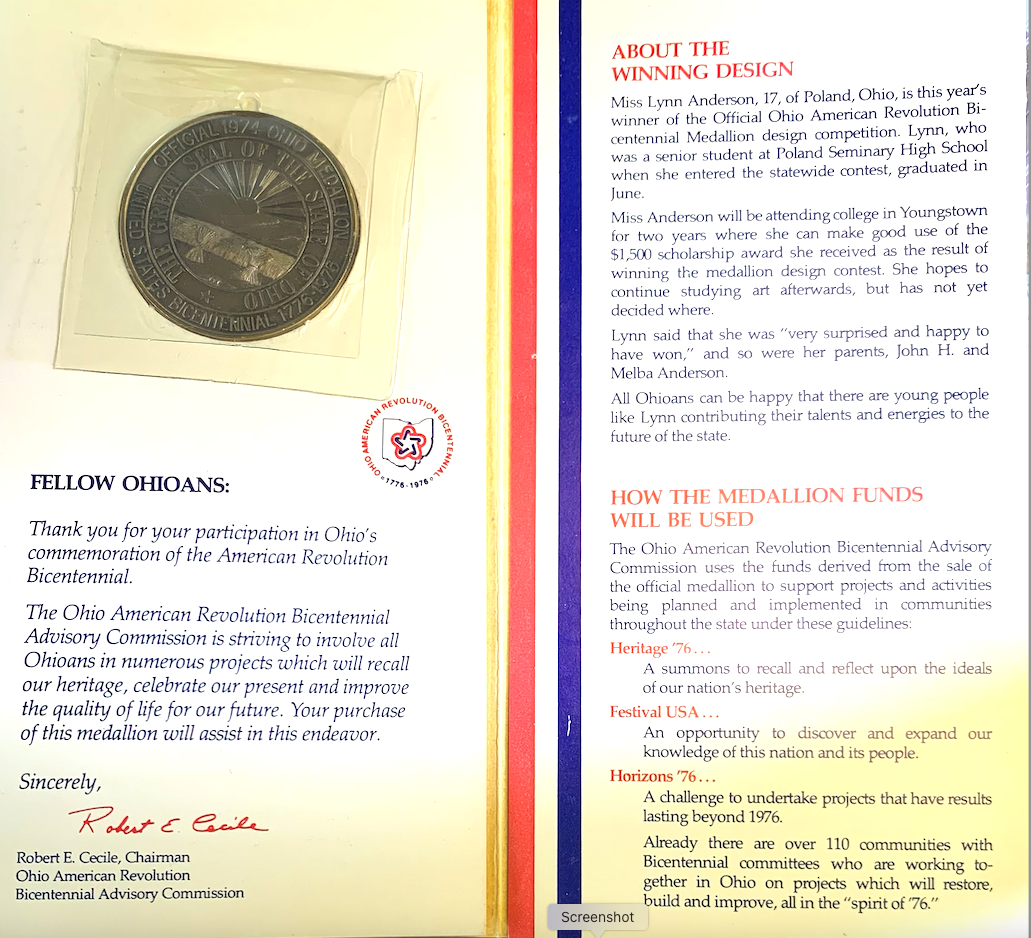 OFFICIAL 1974 OHIO MEDALLION
UNITED STATES BICENTENNIAL 1776-1976
THE GREAT SEAL OF THE STATE OF OHIO
OHIO AMERICAN REVOLUTION BICENTENNIAL
1776-1976
FELLOW OHIOANS:
Thank you for your participation in Ohio's
commemoration of the American Revolution
Bicentennial.
The Ohio American Revolution Bicentennial
Advisory Commission is striving to involve all
Ohioans in numerous projects which will recall
our heritage, celebrate our present and improve
the quality of life for our future. Your purchase
of this medallion will assist in this endeavor.
Sincerely,
Robert E. Cecile
Robert E. Cecile, Chairman
Ohio American Revolution
Bicentennial Advisory Commission
ABOUT THE
WINNING DESIGN
Miss Lynn Anderson, 17, of Poland, Ohio, is this year's
winner of the Official Ohio American Revolution Bi-
centennial Medallion design competition. Lynn, who
was a senior student at Poland Seminary High School
when she entered the statewide contest, graduated in
June.
Miss Anderson will be attending college in Youngstown
for two years where she can make good use of the
$1,500 scholarship award she received as the result of
winning the medallion design contest. She hopes to
continue studying art afterwards, but has not yet
decided where.
Lynn said that she was "very surprised and happy to
have won," and so were her parents, John H. and
Melba Anderson.
All Ohioans can be happy that there are young people
like Lynn contributing their talents and energies to the
future of the state.
HOW THE MEDALLION FUNDS
WILL BE USED
The Ohio American Revolution Bicentennial Advisory
Commission uses the funds derived from the sale of
the official medallion to support projects and activities
being planned and implemented in communities
throughout the state under these guidelines:
Heritage '76...
A summons to recall and reflect upon the ideals
of our nation's heritage.
Festival USA...
An opportunity to discover and expand our
knowledge of this nation and its people.
Horizons '76...
A challenge to undertake projects that have results
lasting beyond 1976.
Already there are over 110 communities with
Bicentennial committees who are working to-
gether in Ohio on projects which will restore,
build and improve, all in the "spirit of '76."
Screenshot